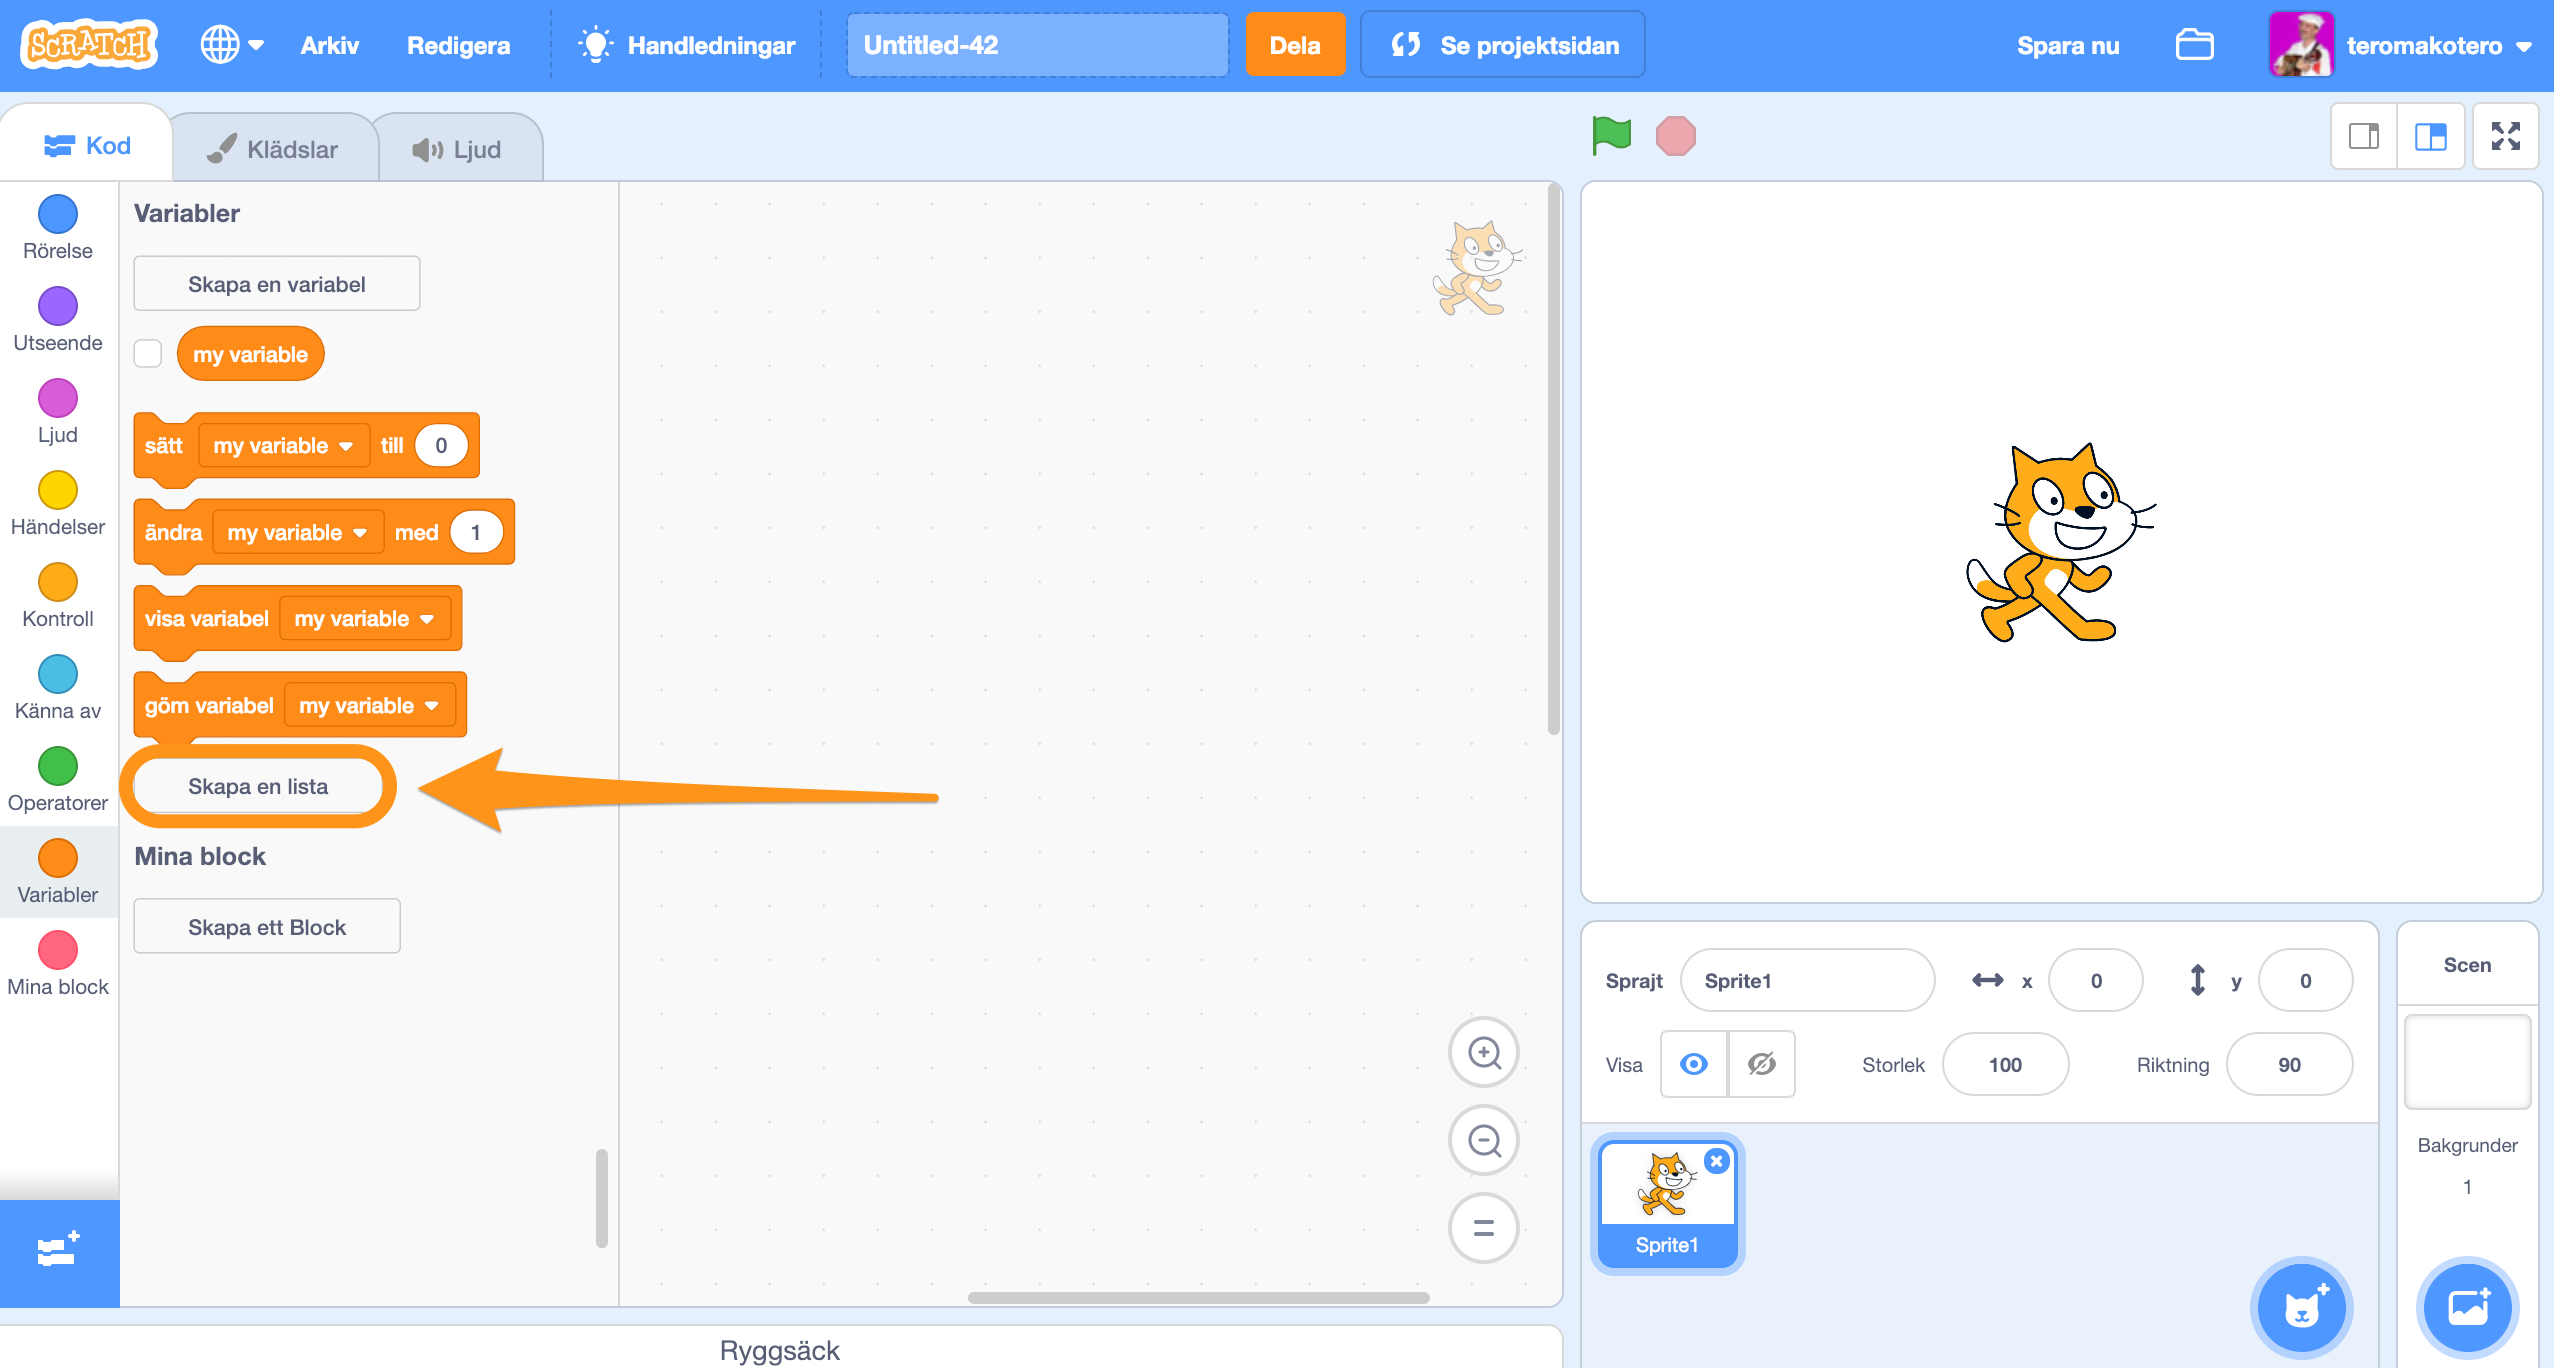 SCRATCH
Arkiv
Redigera
Handledningar
Untitled-42
Dela
Se projektsidan
Spara nu
teromakotero
Kod
Klädslar
Ljud
Rörelse
Utseende
Ljud
Händelser
Kontroll
Känna av
Operatorer
Variabler
Mina block
Variabler
Skapa en variabel
my variable
sätt my variable till 0
ändra my variable med 1
visa variabel my variable
göm variabel my variable
Skapa en lista
Mina block
Skapa ett Block
Ryggsäck
Sprajt Sprite1 x 0 y 0
Visa Storlek 100 Riktning 90
Sprite1
Scen
Bakgrunder
1